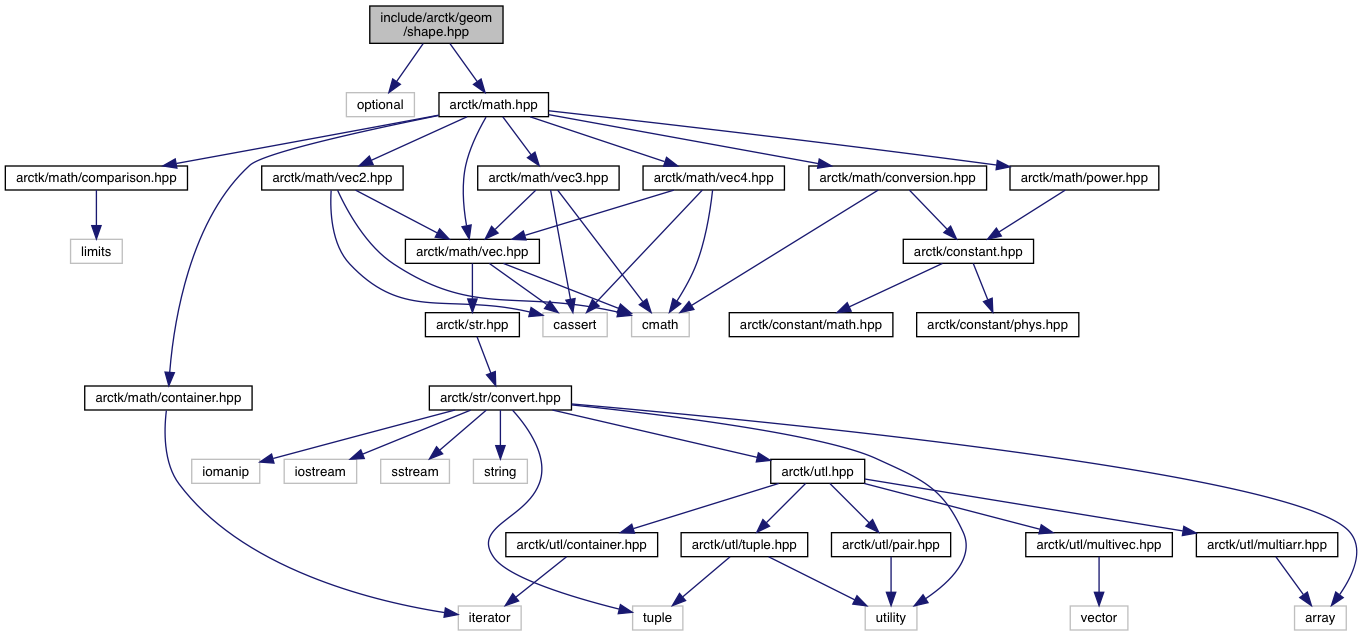 include/arctk/geom
/shape.hpp
optional
arctk/math.hpp
arctk/math/comparison.hpp
arctk/math/vec2.hpp
arctk/math/vec3.hpp
arctk/math/vec4.hpp
arctk/math/conversion.hpp
arctk/math/power.hpp
limits
arctk/math/vec.hpp
arctk/constant.hpp
arctk/str.hpp
cassert
cmath
arctk/constant/math.hpp
arctk/constant/phys.hpp
arctk/math/container.hpp
arctk/str/convert.hpp
iomanip
iostream
sstream
string
arctk/utl.hpp
arctk/utl/container.hpp
arctk/utl/tuple.hpp
arctk/utl/pair.hpp
arctk/utl/multivec.hpp
arctk/utl/multiarr.hpp
iterator
tuple
utility
vector
array